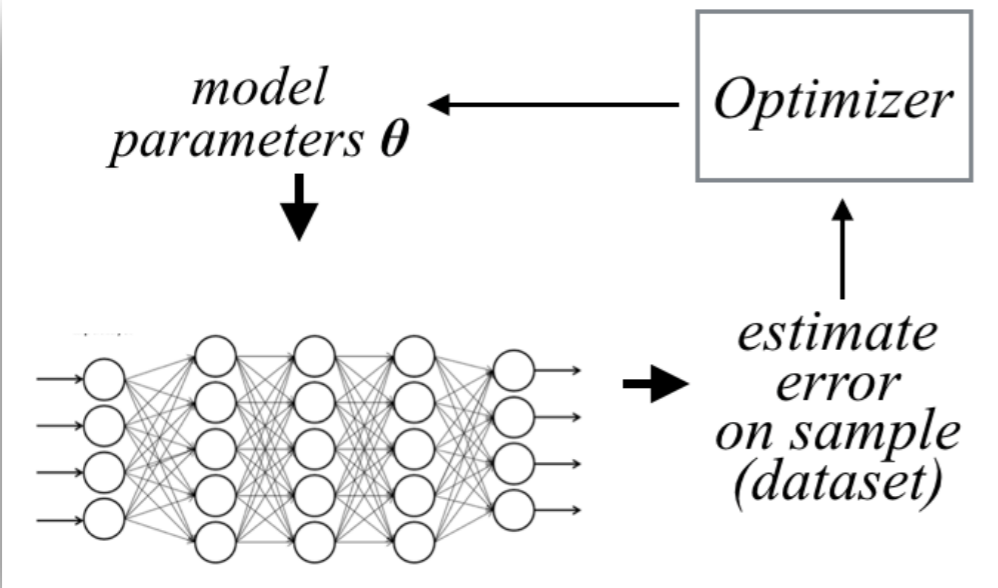 model
parameters θ
Optimizer
estimate
error
on sample
(dataset)